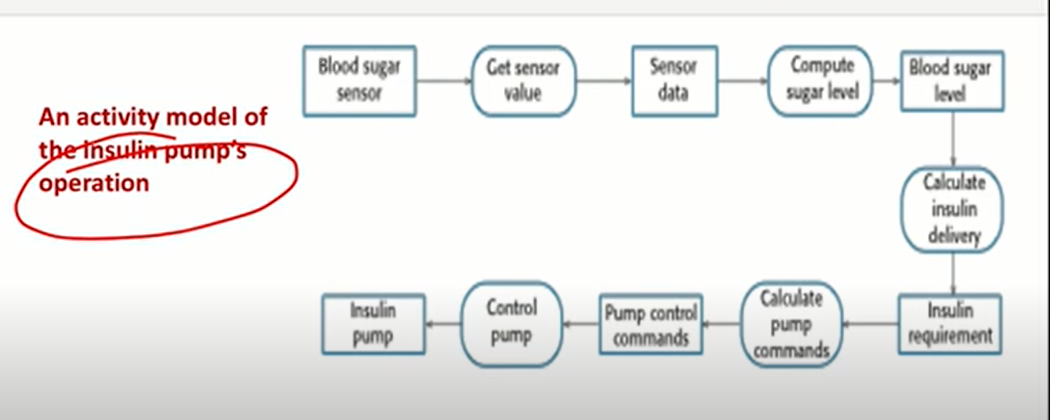 An activity model of
the insulin pump's
operation
Blood sugar
sensor
Get sensor
value
Sensor
data
Compute
sugar level
Blood sugar
level
Calculate
insulin
delivery
Insulin
requirement
Calculate
pump
commands
Pump control
commands
Control
pump
Insulin
pump